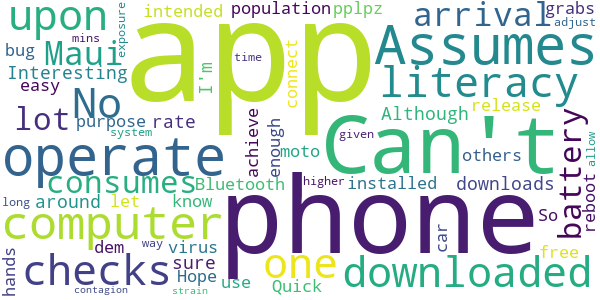 upon
app
arrival
intended
population
pplpz
grabs
adjust
bug
Maui
exposure
time
mins
I'm
connect
Assumes
Interesting
easy
No
literacy
lot
purpose
rate
Although
release
operate
achieve
enough
moto
Can't
given
others
battery
reboot
system
consumes
Bluetooth
installed
downloads
long
around
let
know
higher
phone
So
allow
computer
dem
virus
way
sure
one
car
free
hands
checks
Hope
use
Quick
downloaded
contagion
strain